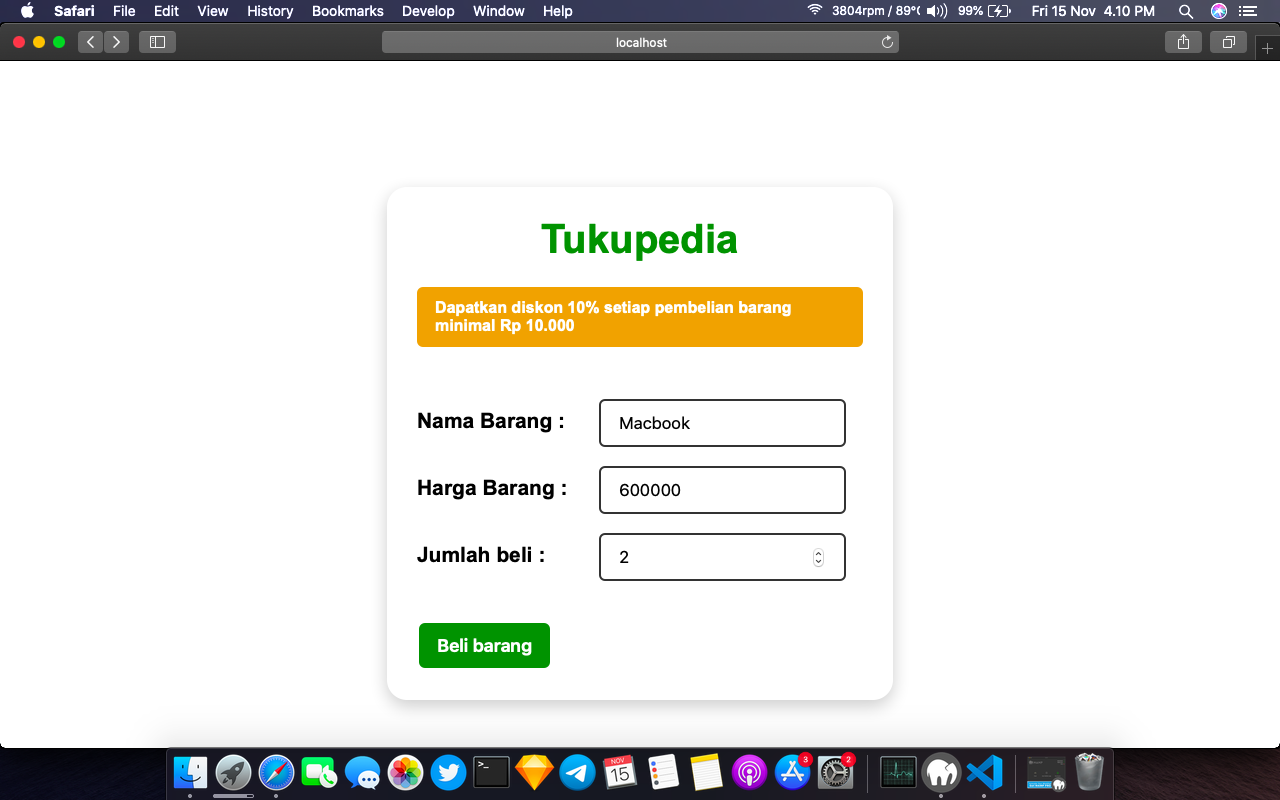 Safari File Edit View History Bookmarks Develop Window Help 3804rpm / 89° 99% Fri 15 Nov 4.10 PM
localhost
Tukupedia
Dapatkan diskon 10% setiap pembelian barang
minimal Rp 10.000
Nama Barang : Macbook
Harga Barang : 600000
Jumlah beli : 2
Beli barang
NOV
15
3
2